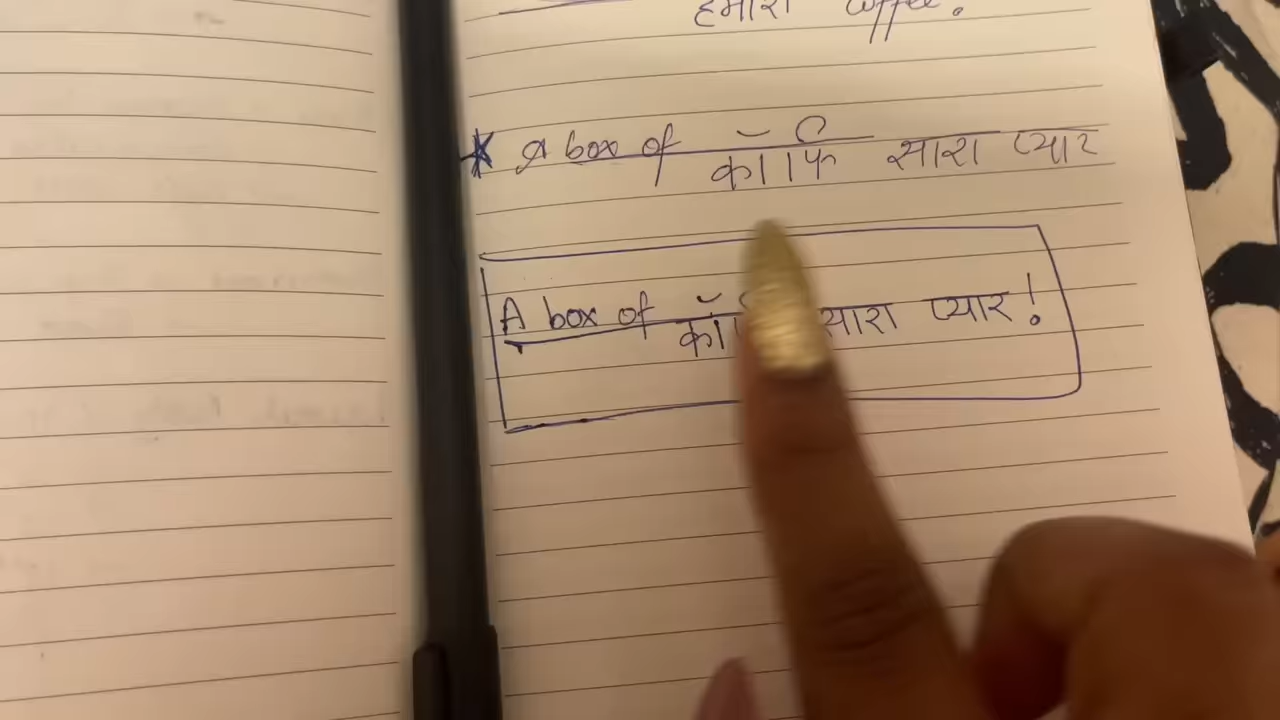 हमारा coffee.
A box of कॉफि सारा प्यार
A box of सारा प्यार!